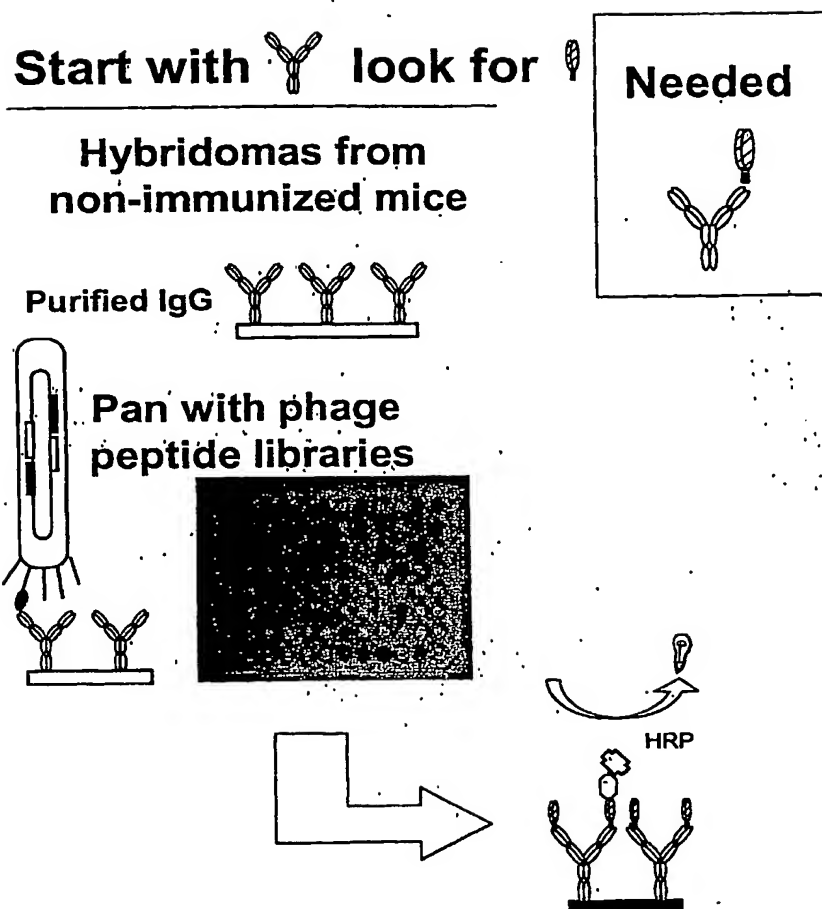 Start with look for
Needed
Hybridomas from
non-immunized mice
Purified IgG
Pan with phage
peptide libraries
HRP